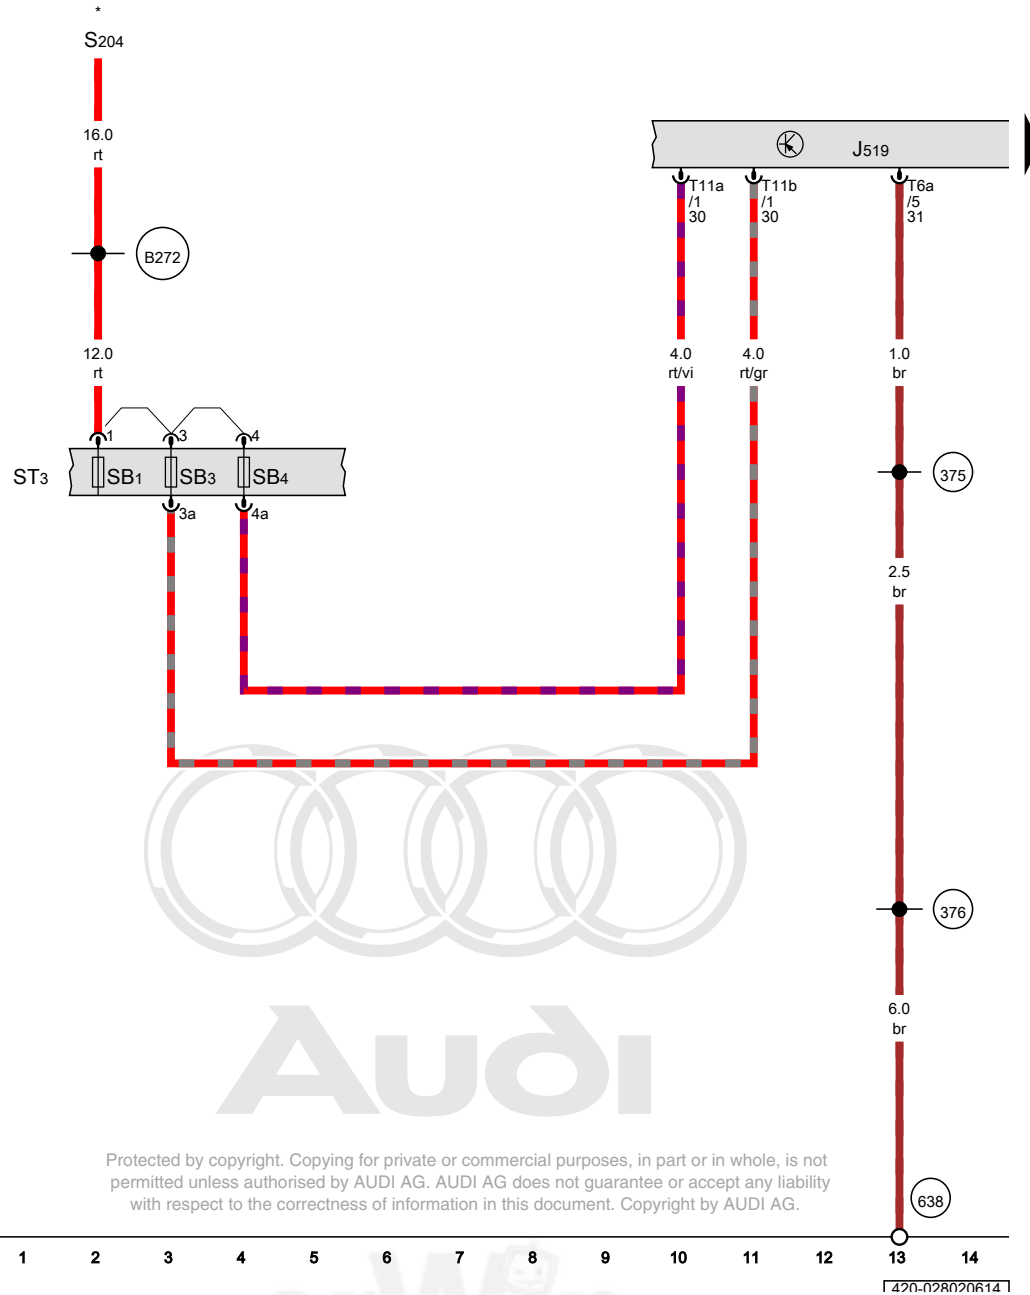 *
S204
16.0
rt
J519
T11a
/1
30
T11b
/1
30
T6a
/5
31
B272
12.0
rt
4.0
rt/vi
4.0
rt/gr
1.0
br
1
3
4
ST3
SB1
SB3
SB4
375
3a
4a
2.5
br
376
6.0
br
Audi
Protected by copyright. Copying for private or commercial purposes, in part or in whole, is not
permitted unless authorised by AUDI AG. AUDI AG does not guarantee or accept any liability
with respect to the correctness of information in this document. Copyright by AUDI AG.
638
1 2 3 4 5 6 7 8 9 10 11 12 13 14
420-028020614